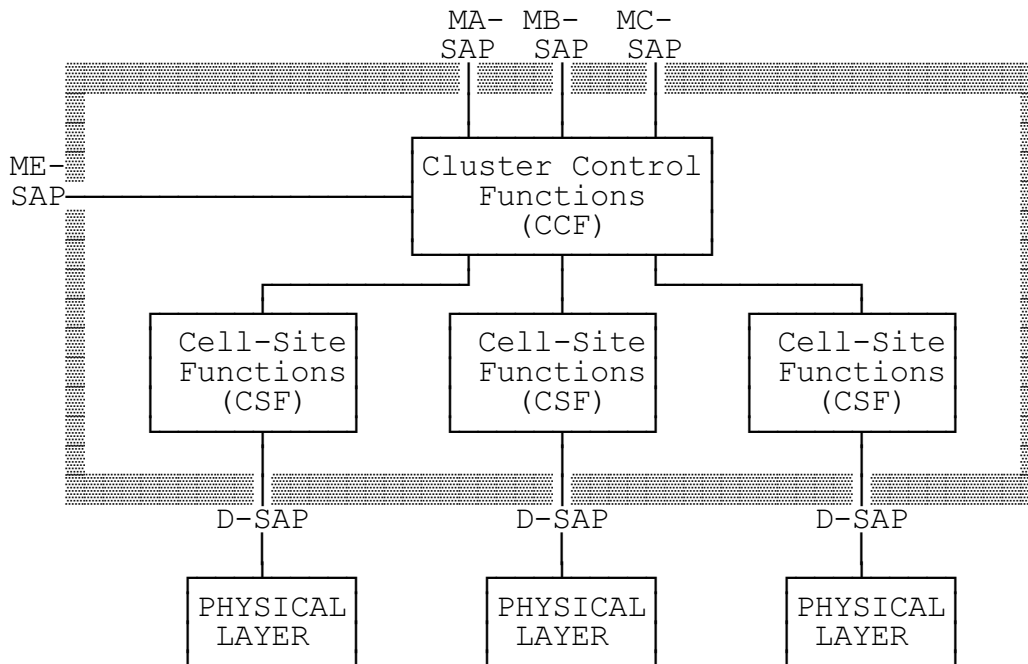 MA- MB- MC-
SAP SAP SAP
ME-
SAP
Cluster Control
Functions
(CCF)
Cell-Site Cell-Site Cell-Site
Functions Functions Functions
(CSF) (CSF) (CSF)
D-SAP D-SAP D-SAP
PHYSICAL PHYSICAL PHYSICAL
LAYER LAYER LAYER